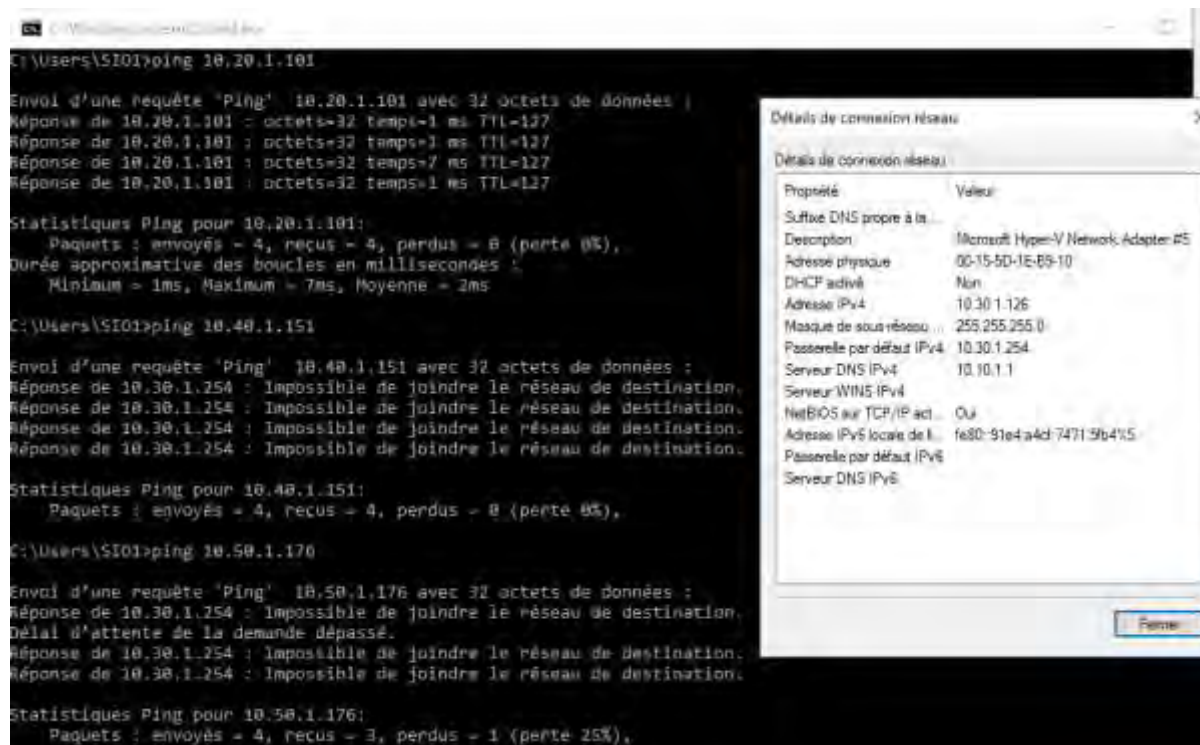 C:\Users\SIO1>ping 10.20.1.101
Envoi d'une requête 'Ping' 10.20.1.101 avec 32 octets de données :
Réponse de 10.20.1.101 : octets=32 temps=1 ms TTL=127
Réponse de 10.20.1.101 : octets=32 temps=1 ms TTL=127
Réponse de 10.20.1.101 : octets=32 temps=7 ms TTL=127
Réponse de 10.20.1.101 : octets=32 temps=1 ms TTL=127
Statistiques Ping pour 10.20.1.101:
Paquets : envoyés = 4, reçus = 4, perdus = 0 (perte 0%),
Durée approximative des boucles en millisecondes :
Minimum = 1ms, Maximum = 7ms, Moyenne = 2ms
C:\Users\SIO1>ping 10.40.1.151
Envoi d'une requête 'Ping' 10.40.1.151 avec 32 octets de données :
Réponse de 10.30.1.254 : Impossible de joindre le réseau de destination.
Réponse de 10.30.1.254 : Impossible de joindre le réseau de destination.
Réponse de 10.30.1.254 : Impossible de joindre le réseau de destination.
Réponse de 10.30.1.254 : Impossible de joindre le réseau de destination.
Statistiques Ping pour 10.40.1.151:
Paquets : envoyés = 4, reçus = 4, perdus = 0 (perte 0%),
C:\Users\SIO1>ping 10.50.1.176
Envoi d'une requête 'Ping' 10.50.1.176 avec 32 octets de données :
Réponse de 10.30.1.254 : Impossible de joindre le réseau de destination.
Délai d'attente de la demande dépassé.
Réponse de 10.30.1.254 : Impossible de joindre le réseau de destination.
Réponse de 10.30.1.254 : Impossible de joindre le réseau de destination.
Statistiques Ping pour 10.50.1.176:
Paquets : envoyés = 4, reçus = 3, perdus = 1 (perte 25%),
Détails de connexion réseau
Détails de connexion réseau
Propriété Valeur
Suffixe DNS propre à la ...
Description Microsoft Hyper-V Network Adapter #5
Adresse physique 00-15-5D-1E-B9-10
DHCP activé Non
Adresse IPv4 10.30.1.126
Masque de sous-réseau ... 255.255.255.0
Passerelle par défaut IPv4 10.30.1.254
Serveur DNS IPv4 10.10.1.1
Serveur WINS IPv4
NetBIOS sur TCP/IP act... Oui
Adresse IPv6 locale de l...
Passerelle par défaut IPv6
Serveur DNS IPv6
Fermer